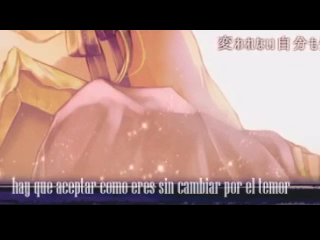 変われない自分も
hay que aceptar como eres sin cambiar por el temor